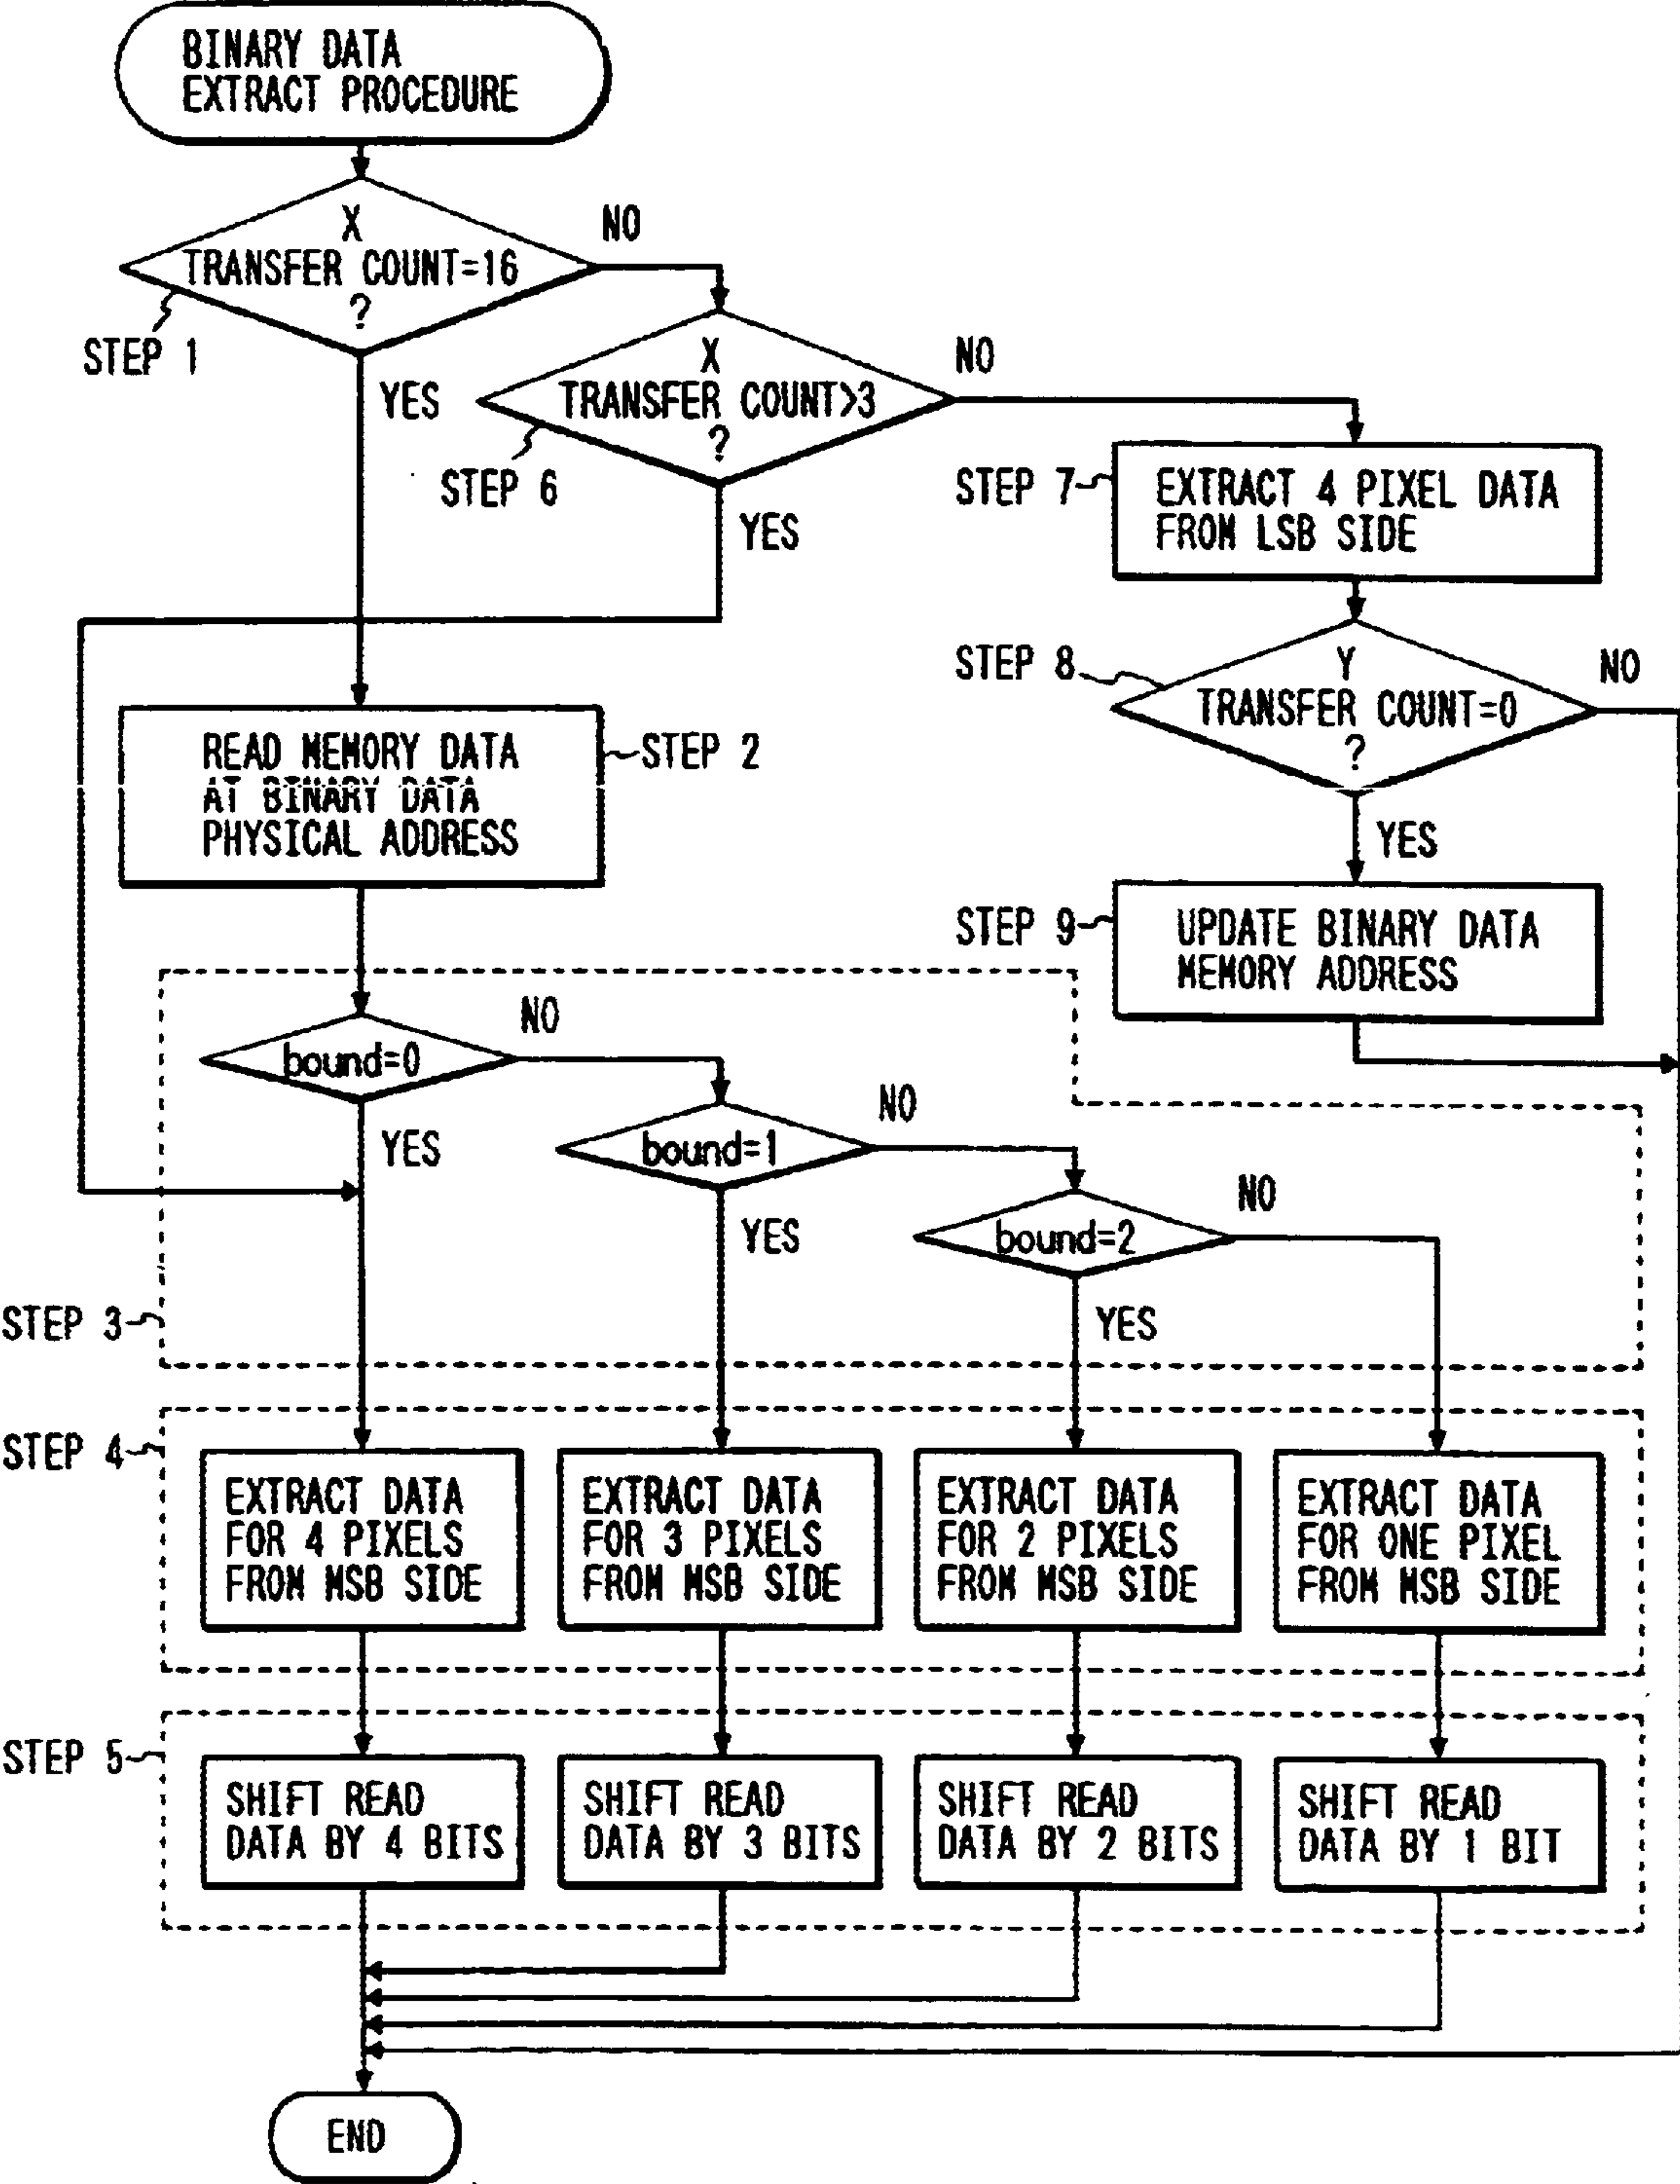 BINARY DATA
EXTRACT PROCEDURE
X
TRANSFER COUNT=16
?
NO
STEP 1
YES
X
TRANSFER COUNT>3
?
NO
STEP 6
YES
STEP 7
EXTRACT 4 PIXEL DATA
FROM LSB SIDE
STEP 8
Y
TRANSFER COUNT=0
?
NO
YES
READ MEMORY DATA
AT BINARY DATA
PHYSICAL ADDRESS
STEP 2
STEP 9
UPDATE BINARY DATA
MEMORY ADDRESS
bound=0
NO
YES
bound=1
NO
YES
bound=2
NO
YES
STEP 3
STEP 4
EXTRACT DATA
FOR 4 PIXELS
FROM MSB SIDE
EXTRACT DATA
FOR 3 PIXELS
FROM MSB SIDE
EXTRACT DATA
FOR 2 PIXELS
FROM MSB SIDE
EXTRACT DATA
FOR ONE PIXEL
FROM MSB SIDE
STEP 5
SHIFT READ
DATA BY 4 BITS
SHIFT READ
DATA BY 3 BITS
SHIFT READ
DATA BY 2 BITS
SHIFT READ
DATA BY 1 BIT
END